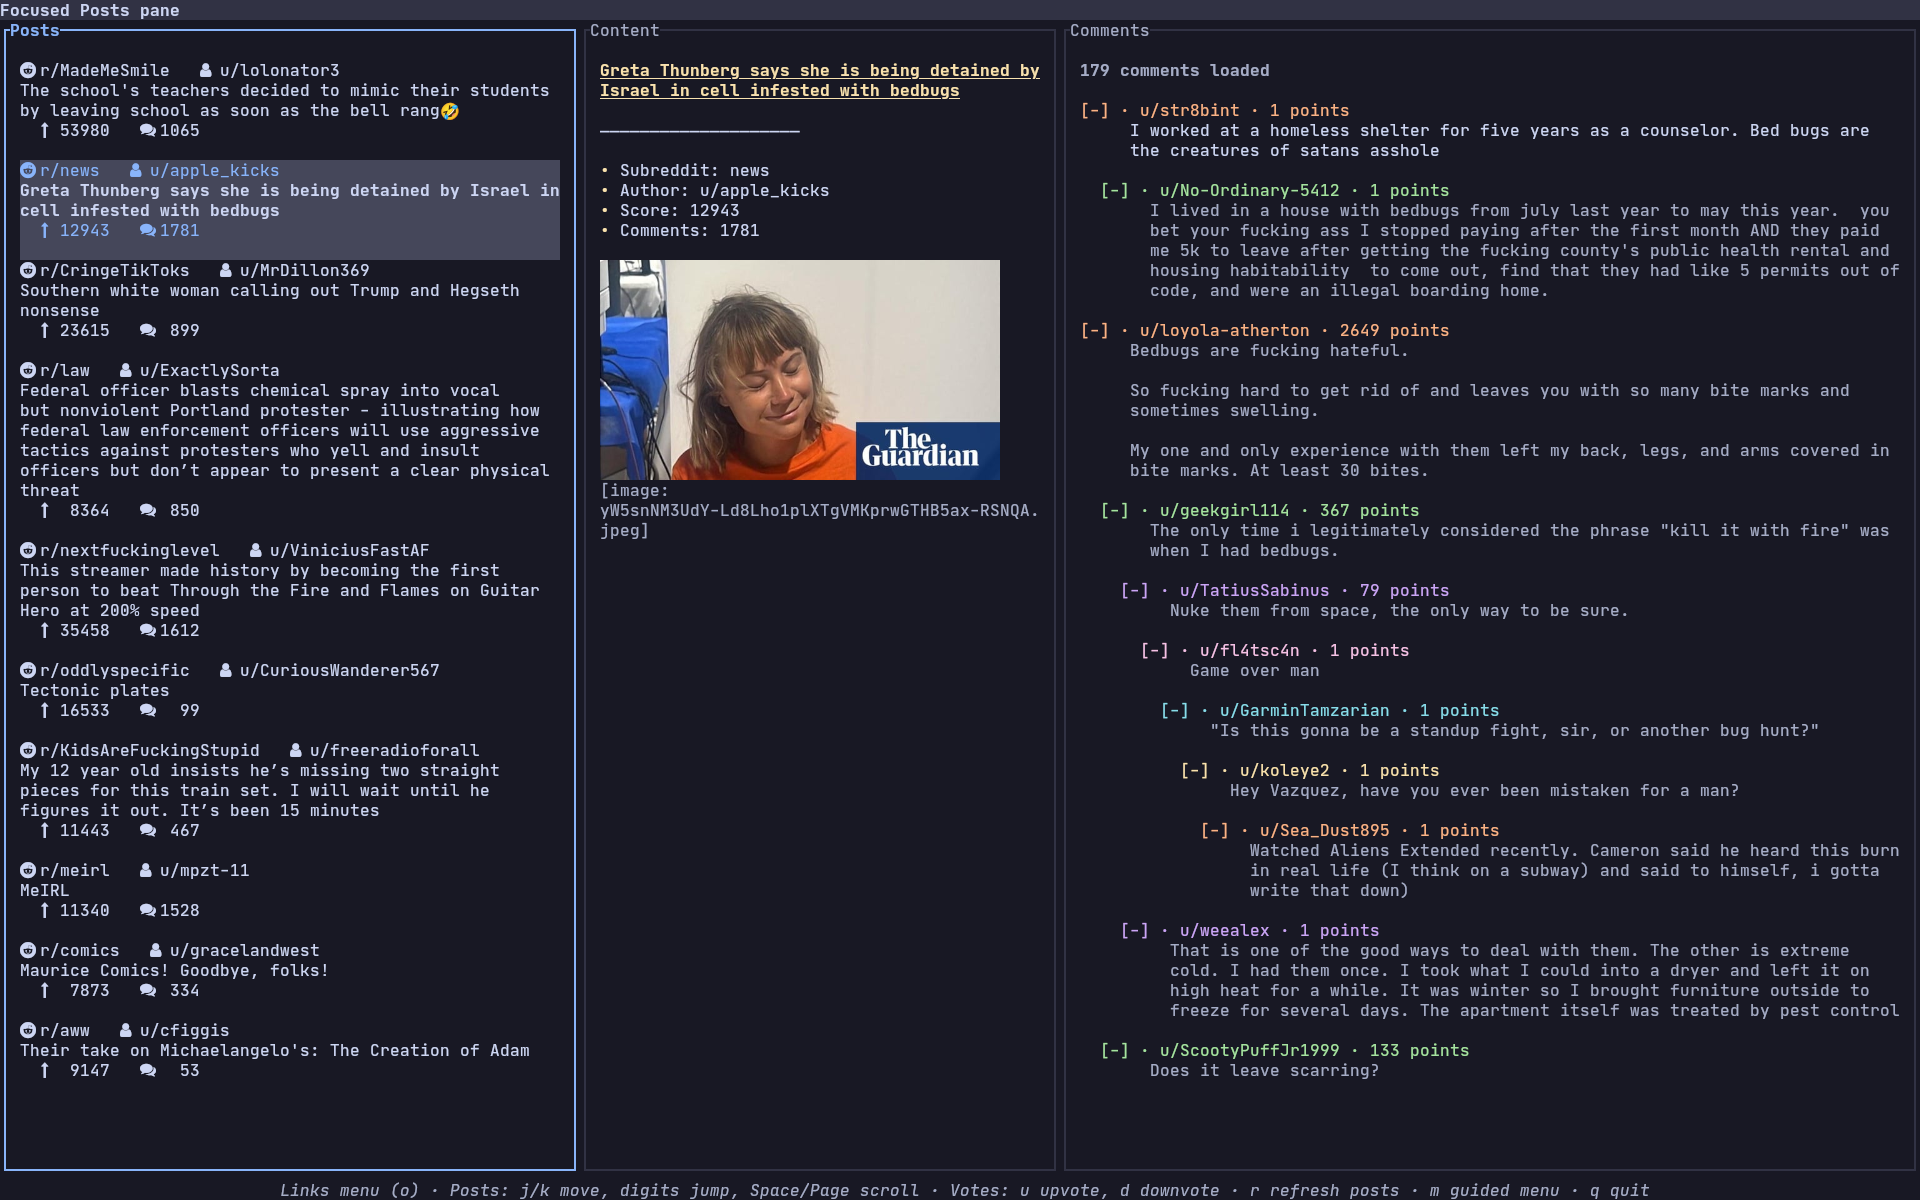 Focused Posts pane
Posts
r/MadeMeSmile u/lolonator3
The school's teachers decided to mimic their students
by leaving school as soon as the bell rang🤣
53980 1065
r/news u/apple_kicks
Greta Thunberg says she is being detained by Israel in
cell infested with bedbugs
12943 1781
r/CringeTikToks u/MrDillon369
Southern white woman calling out Trump and Hegseth
nonsense
23615 899
r/law u/ExactlySorta
Federal officer blasts chemical spray into vocal
but nonviolent Portland protester – illustrating how
federal law enforcement officers will use aggressive
tactics against protesters who yell and insult
officers but don’t appear to present a clear physical
threat
8364 850
r/nextfuckinglevel u/ViniciusFastAF
This streamer made history by becoming the first
person to beat Through the Fire and Flames on Guitar
Hero at 200% speed
35458 1612
r/oddlyspecific u/CuriousWanderer567
Tectonic plates
16533 99
r/KidsAreFuckingStupid u/freeradioforall
My 12 year old insists he’s missing two straight
pieces for this train set. I will wait until he
figures it out. It’s been 15 minutes
11443 467
r/meirl u/mpzt-11
MeIRL
11340 1528
r/comics u/gracelandwest
Maurice Comics! Goodbye, folks!
7873 334
r/aww u/cfiggis
Their take on Michaelangelo's: The Creation of Adam
9147 53
Content
Greta Thunberg says she is being detained by
Israel in cell infested with bedbugs
• Subreddit: news
• Author: u/apple_kicks
• Score: 12943
• Comments: 1781
The
Guardian
[image:
yW5snNM3UdY-Ld8Lho1plXTgVMKprwGTHB5ax-RSNQA.
jpeg]
Comments
179 comments loaded
[-] · u/str8bint · 1 points
I worked at a homeless shelter for five years as a counselor. Bed bugs are
the creatures of satans asshole
[-] · u/No-Ordinary-5412 · 1 points
I lived in a house with bedbugs from july last year to may this year.  you
bet your fucking ass I stopped paying after the first month AND they paid
me 5k to leave after getting the fucking county's public health rental and
housing habitability  to come out, find that they had like 5 permits out of
code, and were an illegal boarding home.
[-] · u/loyola-atherton · 2649 points
Bedbugs are fucking hateful.
So fucking hard to get rid of and leaves you with so many bite marks and
sometimes swelling.
My one and only experience with them left my back, legs, and arms covered in
bite marks. At least 30 bites.
[-] · u/geekgirl114 · 367 points
The only time i legitimately considered the phrase "kill it with fire" was
when I had bedbugs.
[-] · u/TatiusSabinus · 79 points
Nuke them from space, the only way to be sure.
[-] · u/fl4tsc4n · 1 points
Game over man
[-] · u/GarminTamzarian · 1 points
"Is this gonna be a standup fight, sir, or another bug hunt?"
[-] · u/koleye2 · 1 points
Hey Vazquez, have you ever been mistaken for a man?
[-] · u/Sea_Dust895 · 1 points
Watched Aliens Extended recently. Cameron said he heard this burn
in real life (I think on a subway) and said to himself, i gotta
write that down)
[-] · u/weealex · 1 points
That is one of the good ways to deal with them. The other is extreme
cold. I had them once. I took what I could into a dryer and left it on
high heat for a while. It was winter so I brought furniture outside to
freeze for several days. The apartment itself was treated by pest control
[-] · u/ScootyPuffJr1999 · 133 points
Does it leave scarring?
Links menu (o) · Posts: j/k move, digits jump, Space/Page scroll · Votes: u upvote, d downvote · r refresh posts · m guided menu · q quit